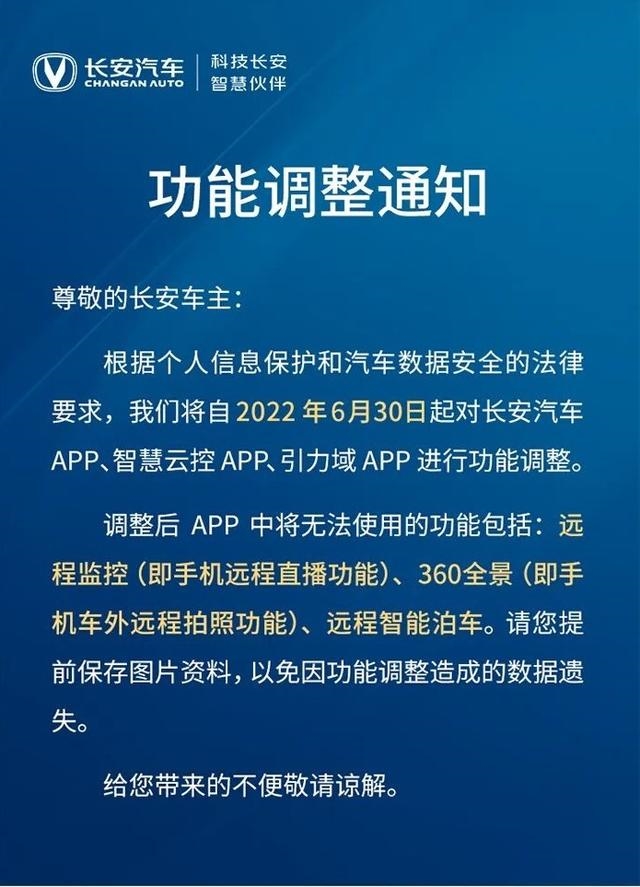 长安汽车
CHANGAN AUTO
科技长安
智慧伙伴
功能调整通知
尊敬的长安车主：
根据个人信息保护和汽车数据安全的法律
要求，我们将自2022年6月30日起对长安汽车
APP、智慧云控APP、引力域APP进行功能调整。
调整后 APP 中将无法使用的功能包括：远
程监控（即手机远程直播功能）、360全景（即手
机车外远程拍照功能）、远程智能泊车。请您提
前保存图片资料，以免因功能调整造成的数据遗
失。
给您带来的不便敬请谅解。